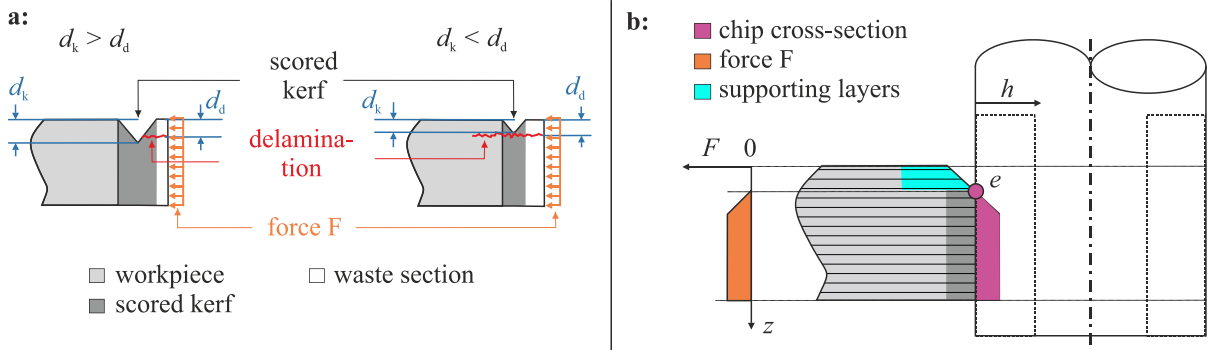 a:
d_k > d_d
d_k < d_d
scored
kerf
d_k
d_d
d_k
d_d
delamina-
tion
force F
workpiece
waste section
scored kerf
b:
chip cross-section
force F
supporting layers
h
F
0
e
z